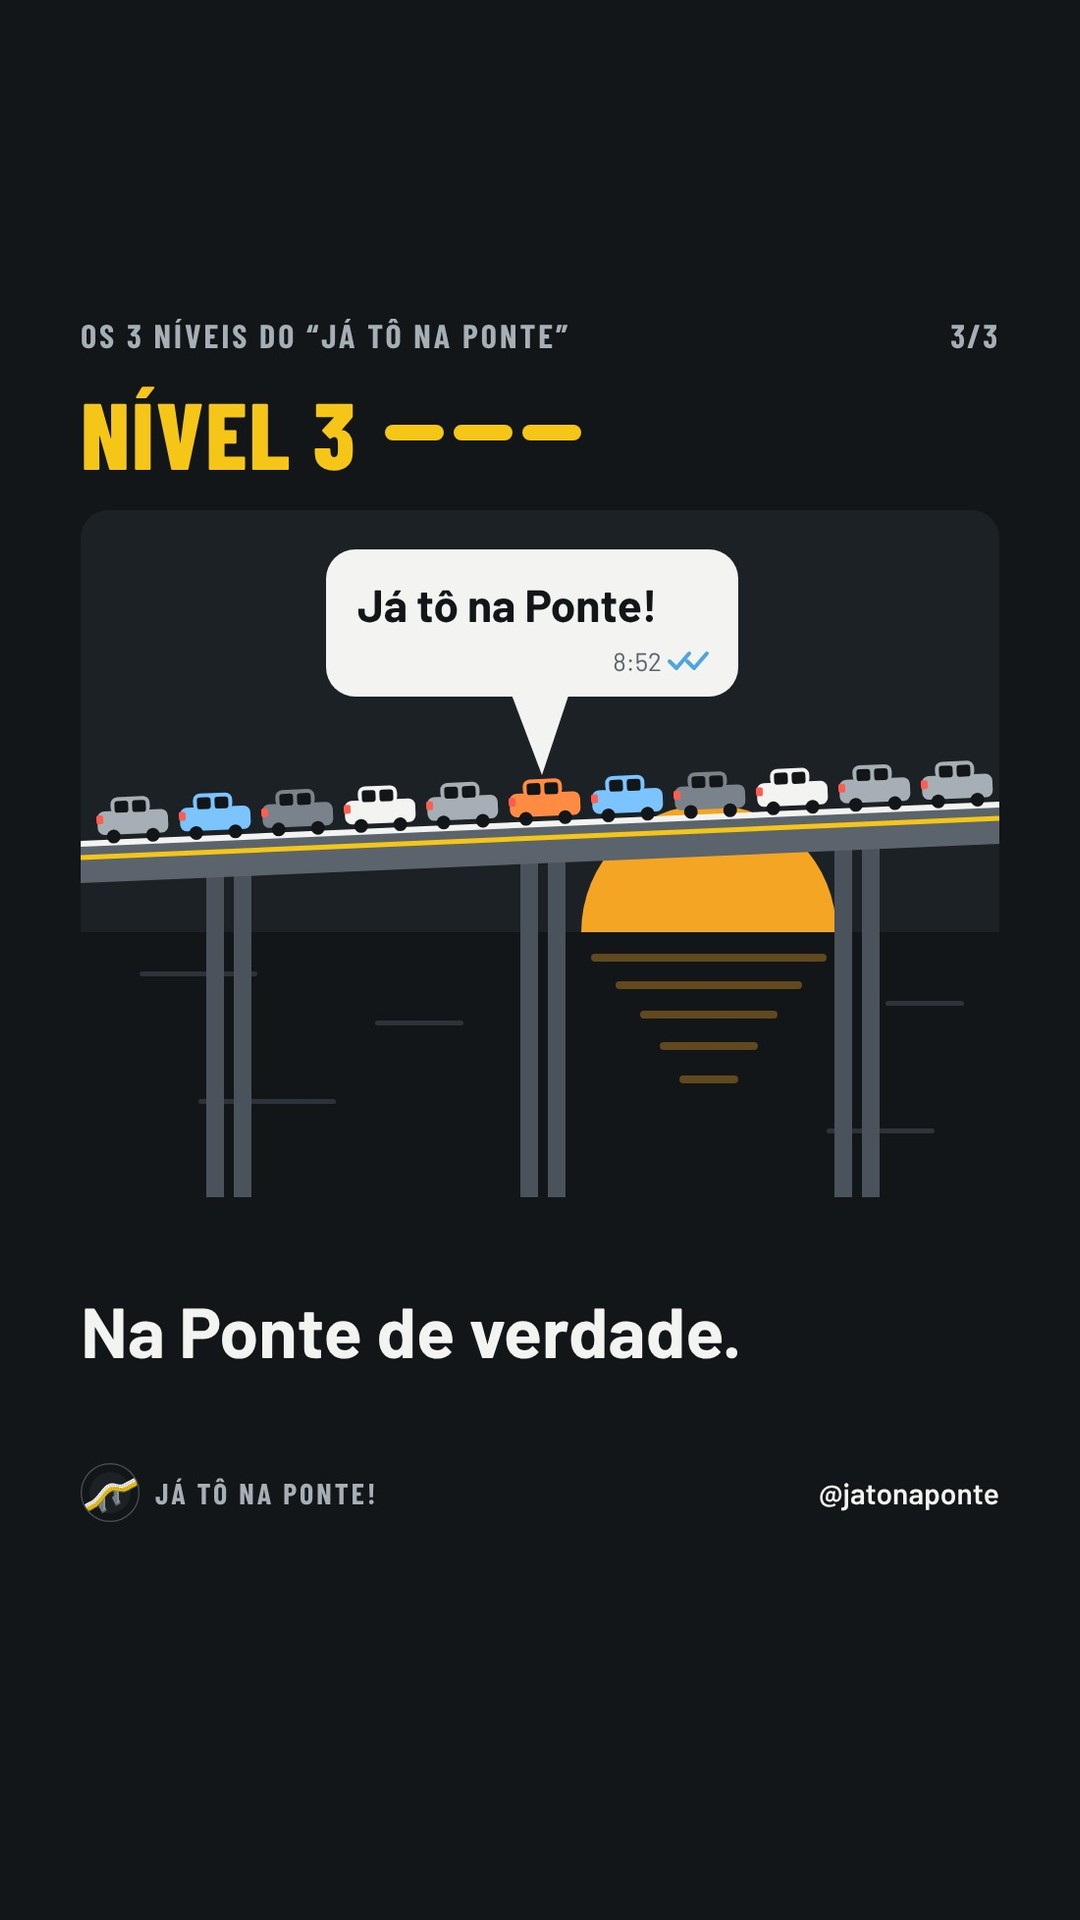 OS 3 NÍVEIS DO “JÁ TÔ NA PONTE”
3/3
NÍVEL 3
Já tô na Ponte!
8:52
Na Ponte de verdade.
JÁ TÔ NA PONTE!
@jatonaponte